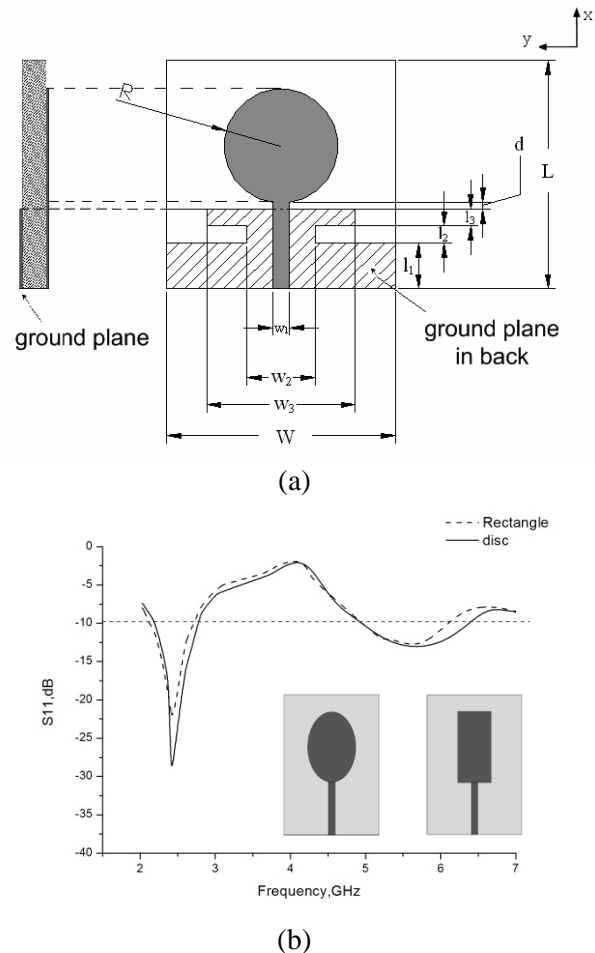 x
y
R
d
L
l₃
l₂
l₁
ground plane
w₁
ground plane
in back
w₂
w₃
W
(a)
Rectangle
disc
0
-5
-10
-15
-20
-25
-30
-35
-40
S11,dB
2
3
4
5
6
7
Frequency,GHz
(b)